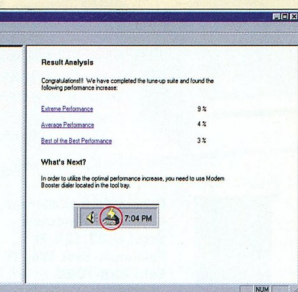 Result Analysis
Congratulations!!! We have completed the tune-up suite and found the
following performance increase:
Extreme Performance 9 %
Average Performance 4 %
Best of the Best Performance 3 %
What's Next?
In order to utilize the optimal performance increase, you need to use Modem
Booster dialer located in the tool tray.
7:04 PM
NUM